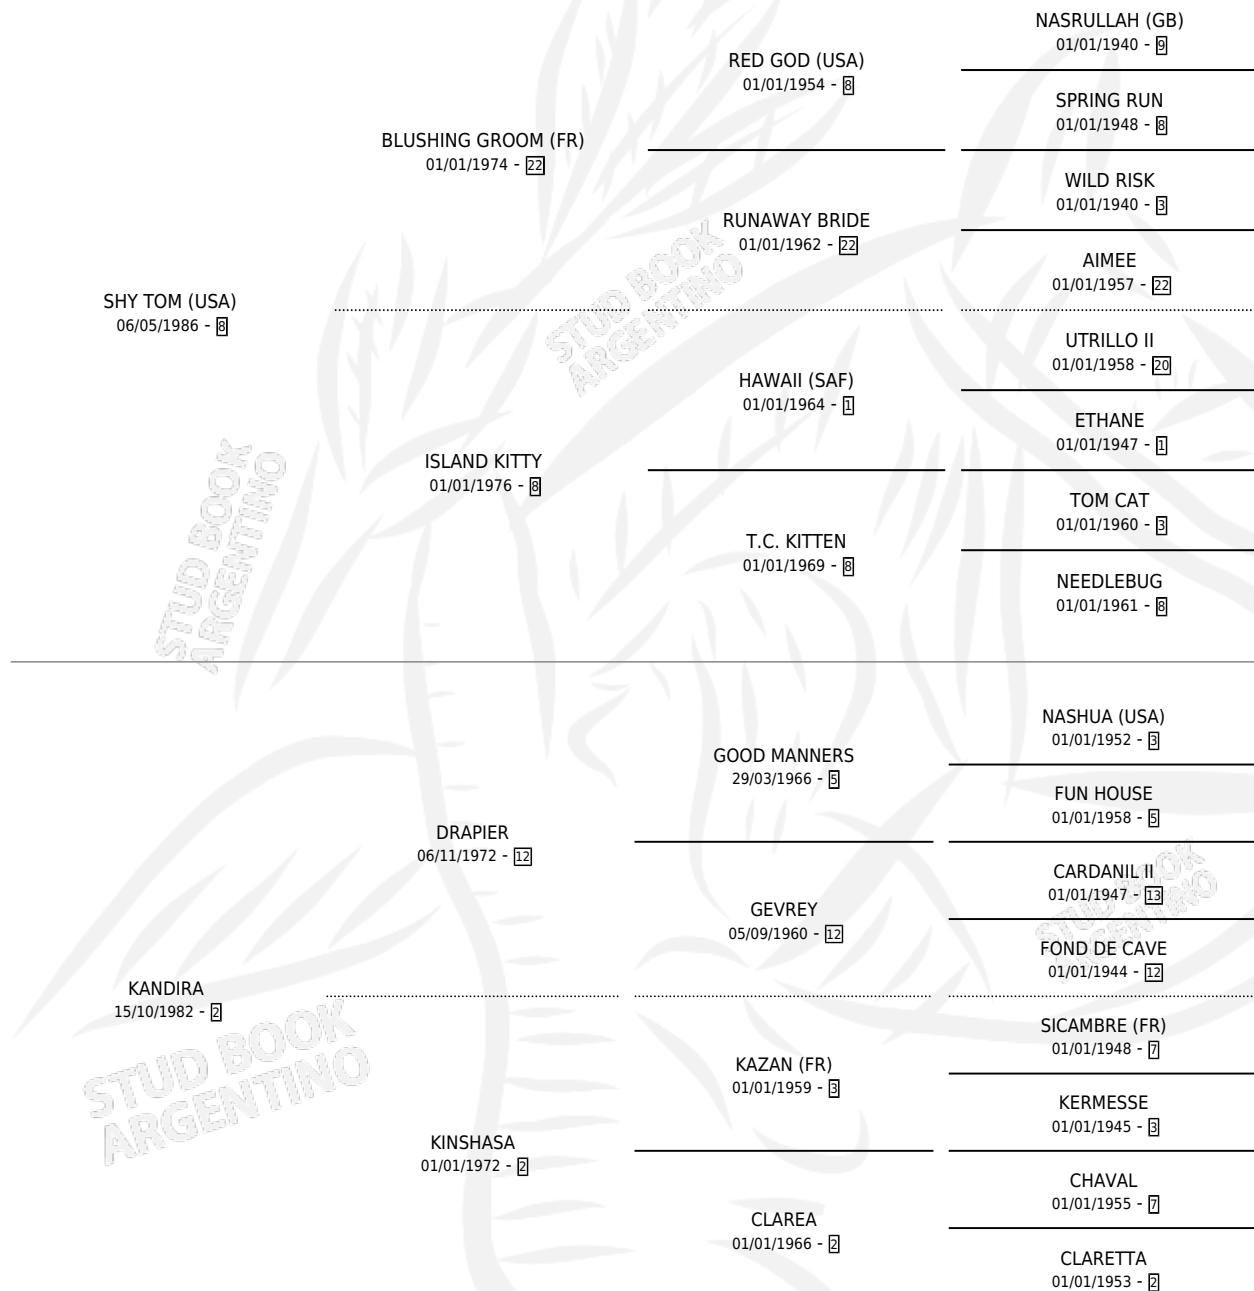 NASRULLAH (GB)
01/01/1940 - 9
RED GOD (USA)
01/01/1954 - 8
SPRING RUN
01/01/1948 - 8
BLUSHING GROOM (FR)
01/01/1974 - 22
WILD RISK
01/01/1940 - 3
RUNAWAY BRIDE
01/01/1962 - 22
AIMEE
01/01/1957 - 22
SHY TOM (USA)
06/05/1986 - 8
UTRILLO II
01/01/1958 - 20
HAWAII (SAF)
01/01/1964 - 1
ETHANE
01/01/1947 - 1
ISLAND KITTY
01/01/1976 - 8
TOM CAT
01/01/1960 - 3
T.C. KITTEN
01/01/1969 - 8
NEEDLEBUG
01/01/1961 - 8
NASHUA (USA)
01/01/1952 - 3
GOOD MANNERS
29/03/1966 - 5
FUN HOUSE
01/01/1958 - 5
DRAPIER
06/11/1972 - 12
CARDANIL II
01/01/1947 - 13
GEVREY
05/09/1960 - 12
FOND DE CAVE
01/01/1944 - 12
KANDIRA
15/10/1982 - 2
SICAMBRE (FR)
01/01/1948 - 7
KAZAN (FR)
01/01/1959 - 3
KERMESSE
01/01/1945 - 3
KINSHASA
01/01/1972 - 2
CHAVAL
01/01/1955 - 7
CLAREA
01/01/1966 - 2
CLARETTA
01/01/1953 - 2
STUD BOOK
ARGENTINO
STUD BOOK
ARGENTINO
STUD BOOK
ARGENTINO
STUD BOOK
ARGENTINO